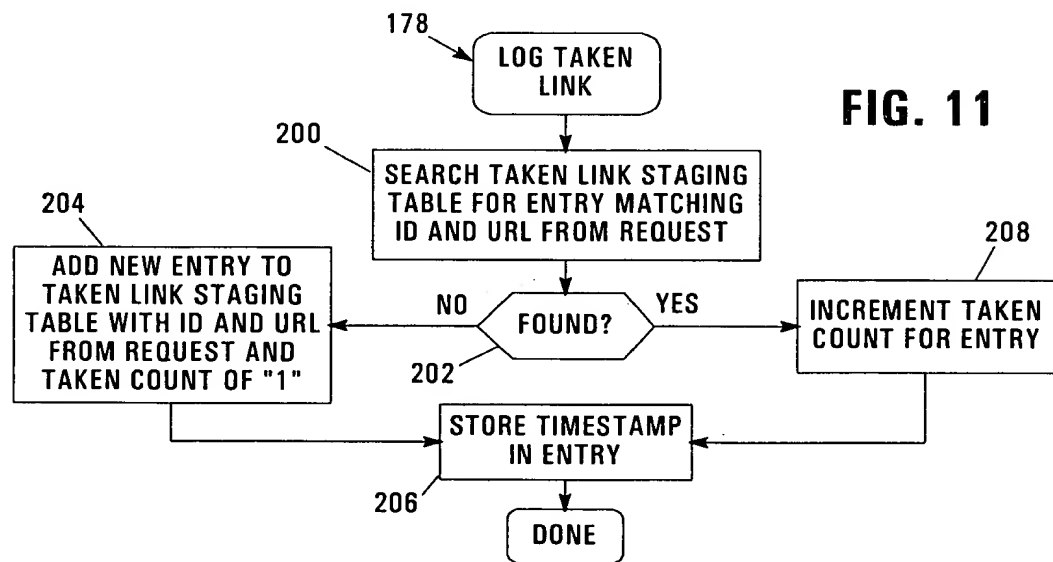 178
LOG TAKEN
LINK
FIG. 11
200
SEARCH TAKEN LINK STAGING
TABLE FOR ENTRY MATCHING
ID AND URL FROM REQUEST
204
ADD NEW ENTRY TO
TAKEN LINK STAGING
TABLE WITH ID AND URL
FROM REQUEST AND
TAKEN COUNT OF "1"
NO
FOUND?
YES
202
208
INCREMENT TAKEN
COUNT FOR ENTRY
STORE TIMESTAMP
IN ENTRY
206
DONE